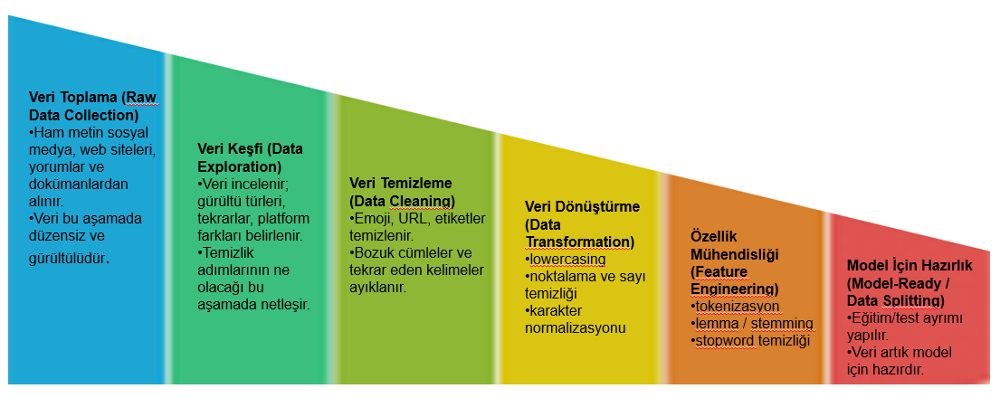 Veri Toplama (Raw
Data Collection)
•Ham metin sosyal
medya, web siteleri,
yorumlar ve
dokümanlardan
alınır.
•Veri bu aşamada
düzensiz ve
gürültülüdür.
Veri Keşfi (Data
Exploration)
•Veri incelenir;
gürültü türleri,
tekrarlar, platform
farkları belirlenir.
•Temizlik
adımlarının ne
olacağı bu
aşamada netleşir.
Veri Temizleme
(Data Cleaning)
•Emoji, URL, etiketler
temizlenir.
•Bozuk cümleler ve
tekrar eden kelimeler
ayıklanır.
Veri Dönüştürme
(Data
Transformation)
•lowercasing
•noktalama ve sayı
temizliği
•karakter
normalizasyonu
Özellik
Mühendisliği
(Feature
Engineering)
•tokenizasyon
•lemma / stemming
•stopword temizliği
Model İçin Hazırlık
(Model-Ready /
Data Splitting)
•Eğitim/test ayrımı
yapılır.
•Veri artık model
için hazırdır.